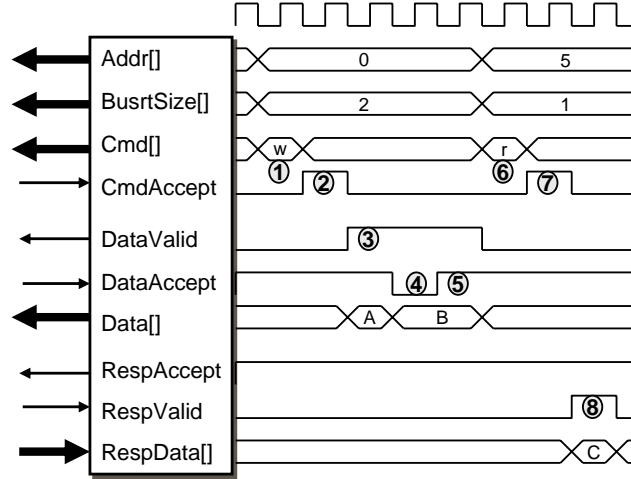 Addr[] 0 5
BusrtSize[] 2 1
Cmd[] w r
1 6
CmdAccept 2 7
DataValid 3
DataAccept 4 5
Data[] A B
RespAccept
RespValid 8
RespData[] C